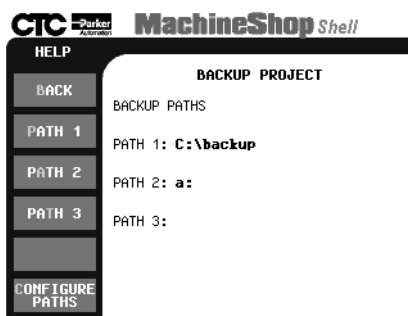 CTC Parker Automation MachineShop Shell
HELP
BACKUP PROJECT
BACK
BACKUP PATHS
PATH 1
PATH 1: C:\backup
PATH 2
PATH 2: a:
PATH 3
PATH 3:
CONFIGURE
PATHS